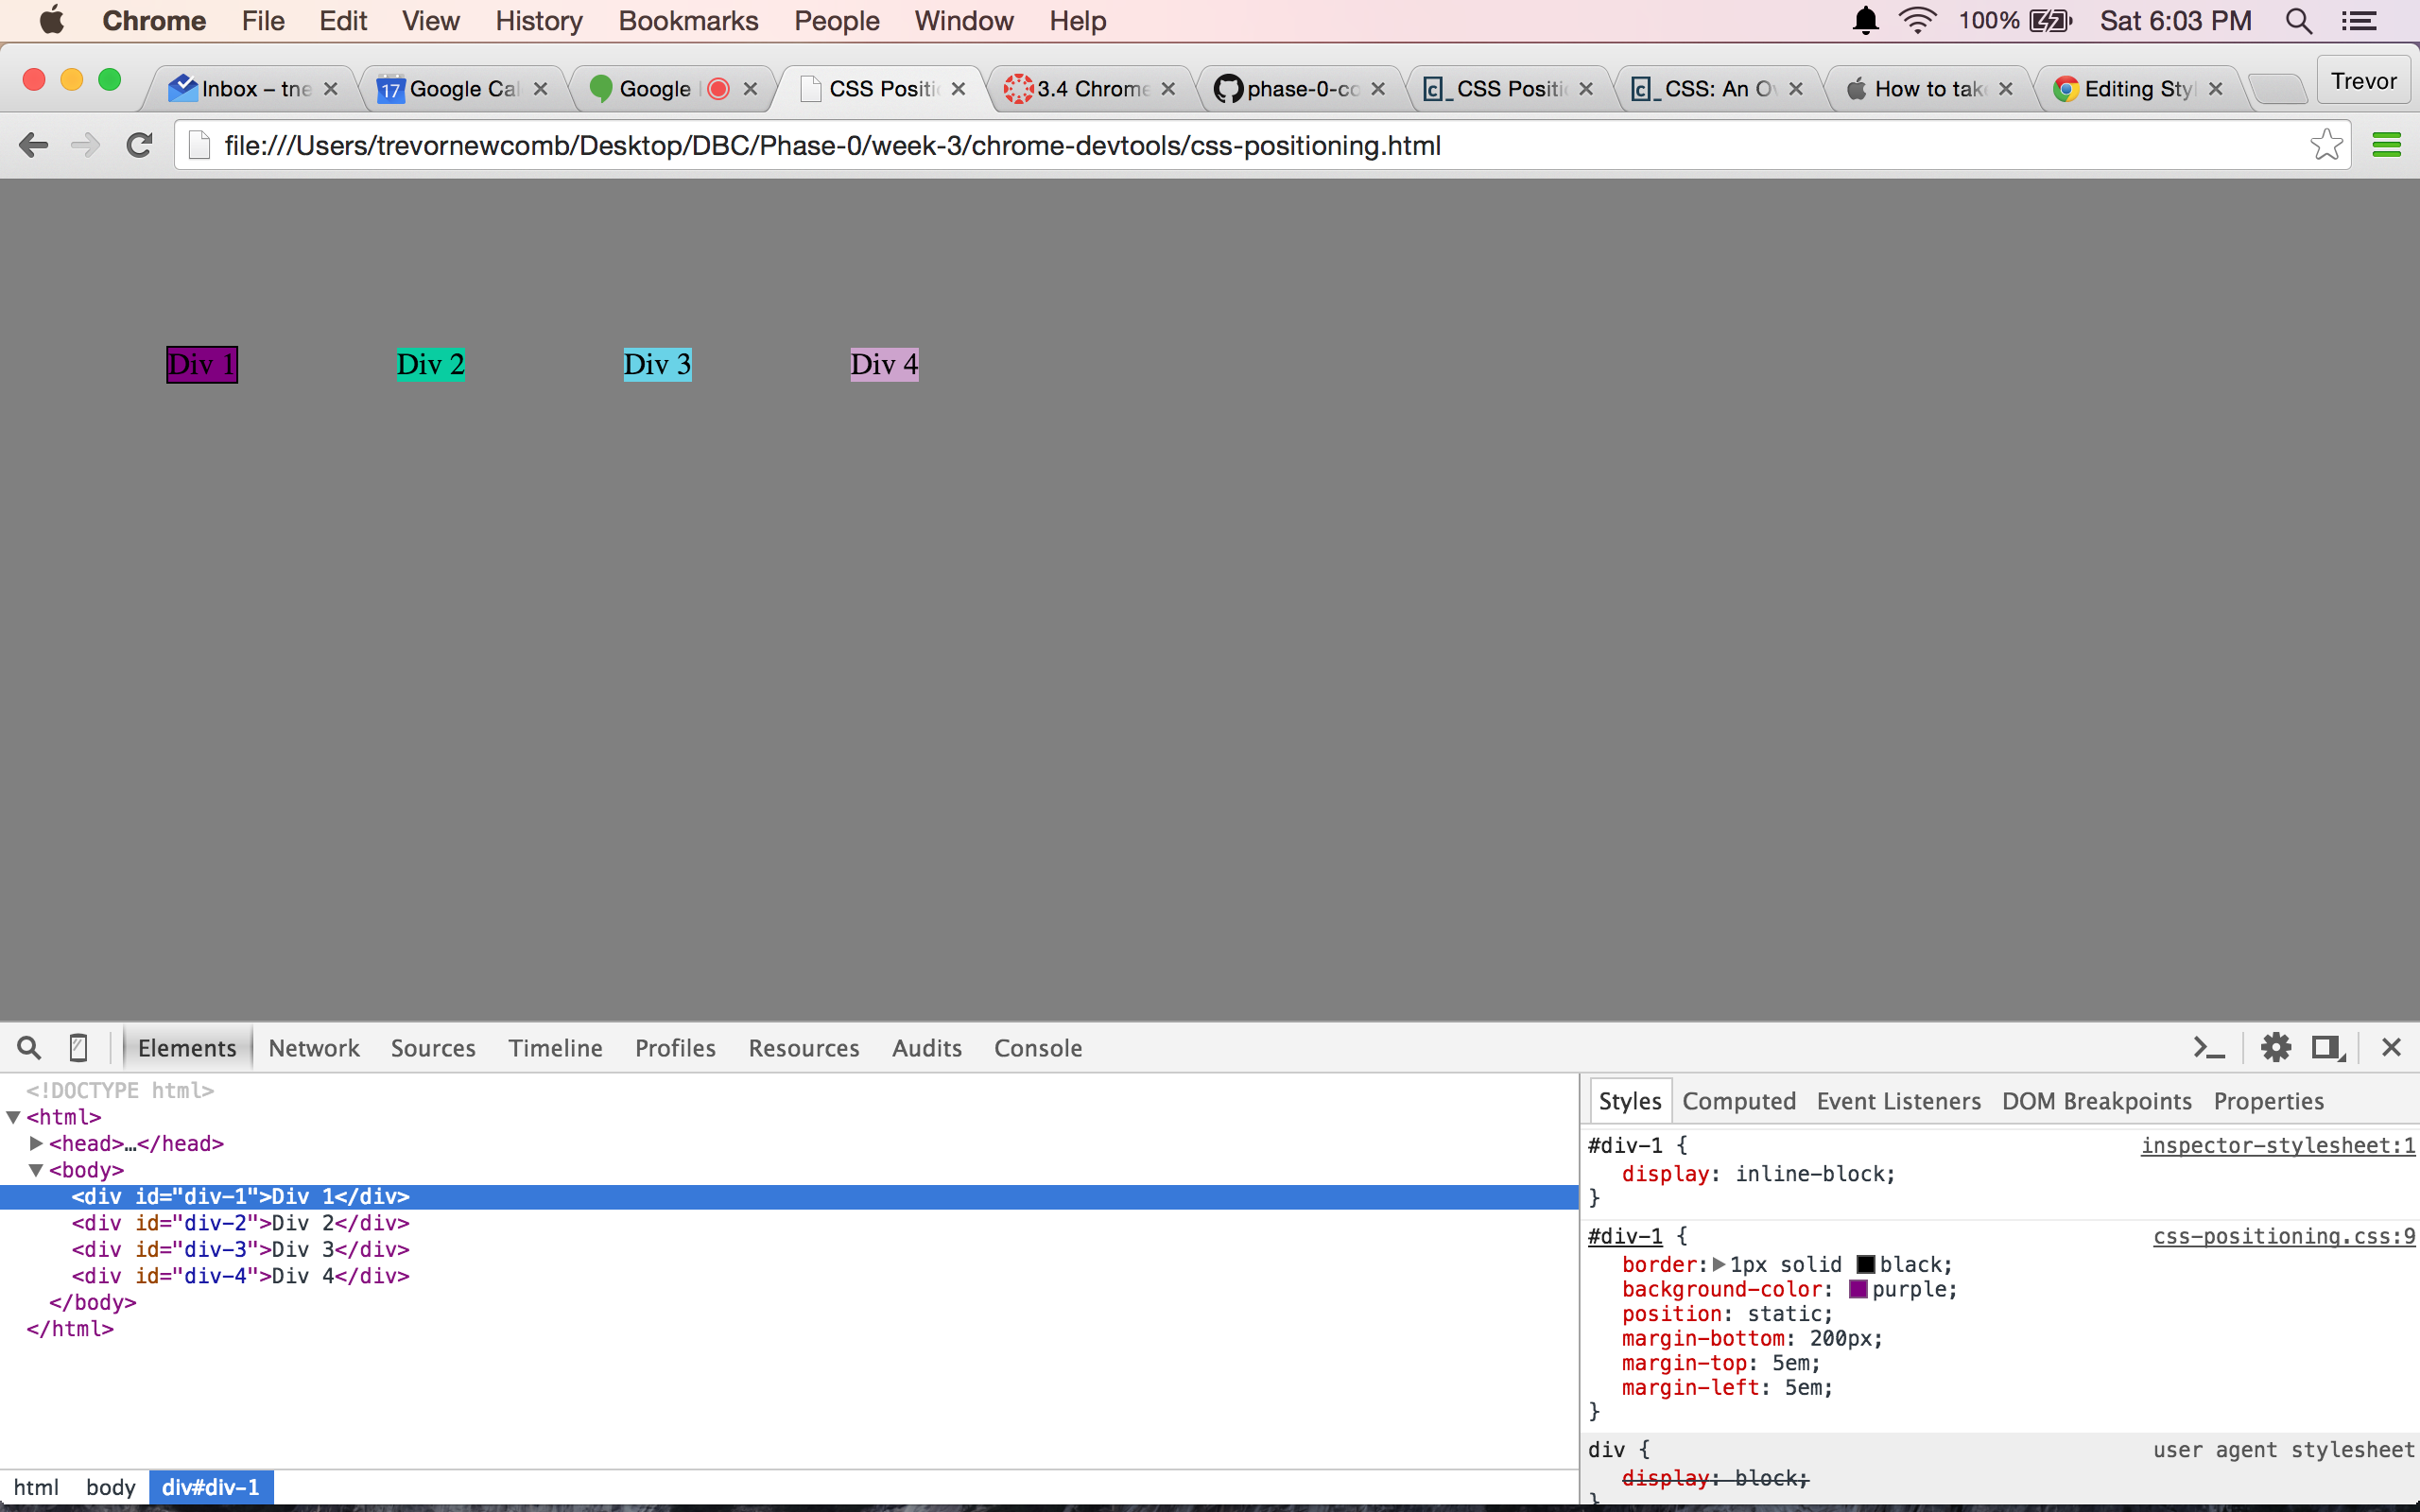 Chrome File Edit View History Bookmarks People Window Help 100% Sat 6:03 PM
Inbox – tne 17 Google Cal Google CSS Positi 3.4 Chrome phase-0-co c_ CSS Positi c_ CSS: An O How to tak Editing Styl Trevor
file:///Users/trevornewcomb/Desktop/DBC/Phase-0/week-3/chrome-devtools/css-positioning.html
Div 1 Div 2 Div 3 Div 4
Elements Network Sources Timeline Profiles Resources Audits Console
<!DOCTYPE html>
<html>
<head>…</head>
<body>
<div id="div-1">Div 1</div>
<div id="div-2">Div 2</div>
<div id="div-3">Div 3</div>
<div id="div-4">Div 4</div>
</body>
</html>
html body div#div-1
Styles Computed Event Listeners DOM Breakpoints Properties
#div-1 { inspector-stylesheet:1
display: inline-block;
}
#div-1 { css-positioning.css:9
border: 1px solid black;
background-color: purple;
position: static;
margin-bottom: 200px;
margin-top: 5em;
margin-left: 5em;
}
div { user agent stylesheet
display: block;
}